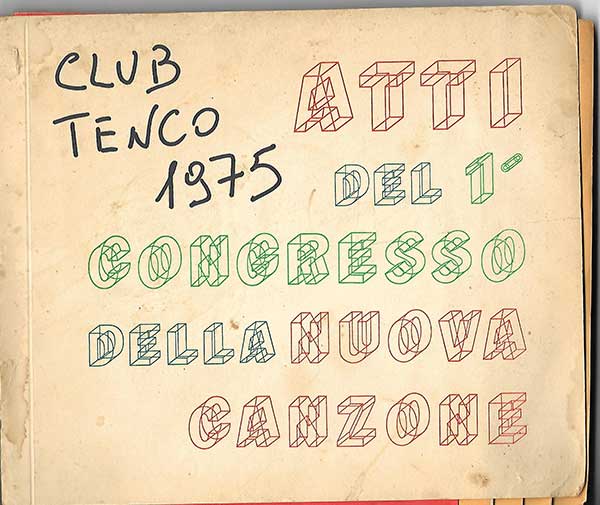 CLUB
TENCO
1975
ATTI
DEL 1°
CONGRESSO
DELLA NUOVA
CANZONE